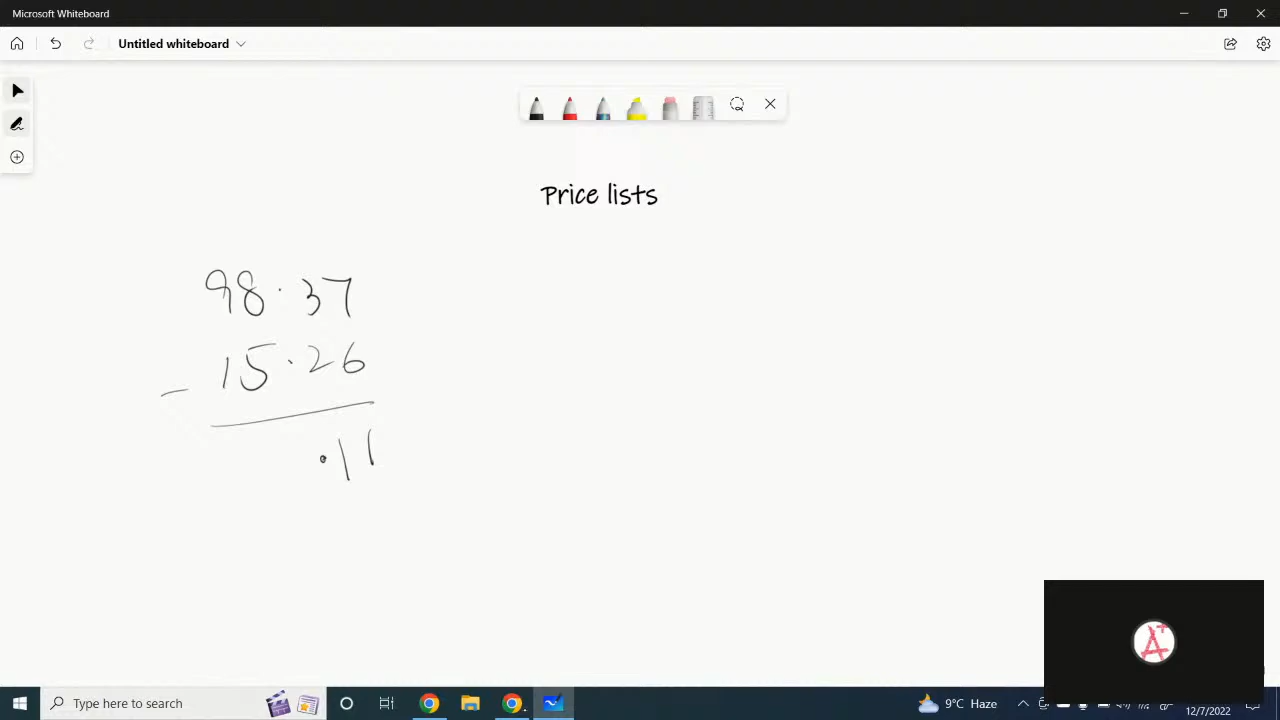 Microsoft Whiteboard
Untitled whiteboard
Price lists
98.37
15.26
-
.11
A+
Type here to search
9°C Haze
12/7/2022